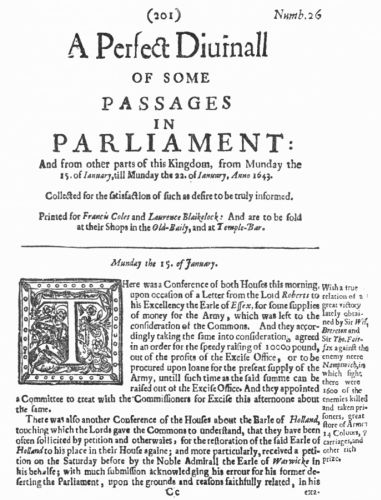 (201) Numb.26
A Perfect Diuinall
OF SOME
PASSAGES
IN
PARLIAMENT:
And from other parts of this Kingdom, from Munday the
15. of Ianuary, till Munday the 22. of Ianuary, Anno 1643.
Collected for the satisfaction of such as desire to be truly informed.
Printed for Francis Coles and Laurence Blaikelock: And are to be sold
at their Shops in the Old-Baily, and at Temple-Bar.
Munday the 15. of Ianuary.
THere was a Conference of both Houses this morning,
upon occasion of a Letter from the Lord Roberts to
his Excellency the Earle of Essex, for some supplies
of money for the Army, which was left to the
consideration of the Commons. And they accor-
dingly taking the same into consideration, agreed
in an order for the speedy raising of 10000 pound,
out of the profits of the Excise Office, or to be
procured upon loane for the present supply of the
Army, untill such time as the said summe can be
raised out of the Excise Office. And they appointed
a Committee to treat with the Commissioners for Excise this afternoone about
the same.
There was also another Conference of the Houses about the Earle of Holland,
touching which the Lords gave the Commons to understand, that they have been
often sollicited by petition and otherwaies, for the restoration of the said Earle of
Holland to his place in their House againe; and more particularly, received a peti-
tion on the Saturday before by the Noble Admirall the Earle of Warwicke in
his behalfe, with much submission acknowledging his errour for his former de-
serting the Parliament, upon the grounds and reasons faithfully related, in his
Cc exa-
With a true
relation of a
great victory
lately obtai-
ned by Sir Wil,
Brereton and
Sir Tho. Fair-
fax against the
enemy neere
Nampwich, in
which fight
there were
1600 of the
enemies killed
and taken pri-
soners, great
store of Armes
14 Colours, 8
carriages, and
other rich
prize.